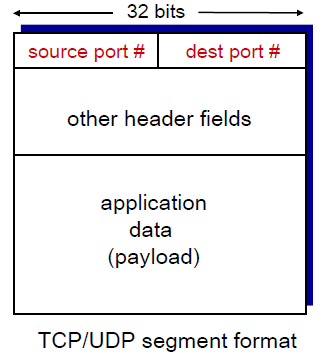 32 bits
source port # dest port #
other header fields
application
data
(payload)
TCP/UDP segment format